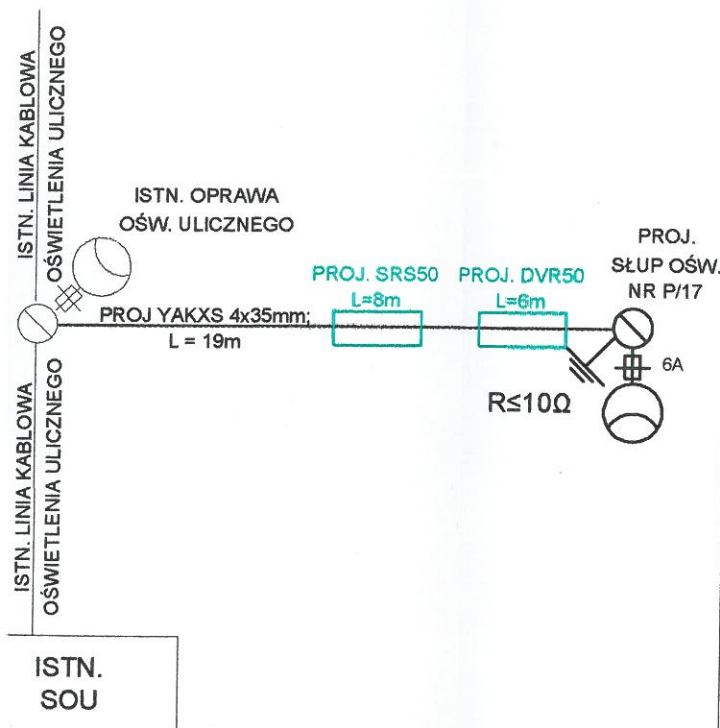 ISTN. LINIA KABLOWA
OŚWIETLENIA ULICZNEGO
ISTN. OPRAWA
OŚW. ULICZNEGO
PROJ YAKXS 4x35mm;
L = 19m
PROJ. SRS50
L=8m
PROJ. DVR50
L=6m
PROJ.
SŁUP OŚW.
NR P/17
6A
R≤10Ω
ISTN. LINIA KABLOWA
OŚWIETLENIA ULICZNEGO
ISTN.
SOU